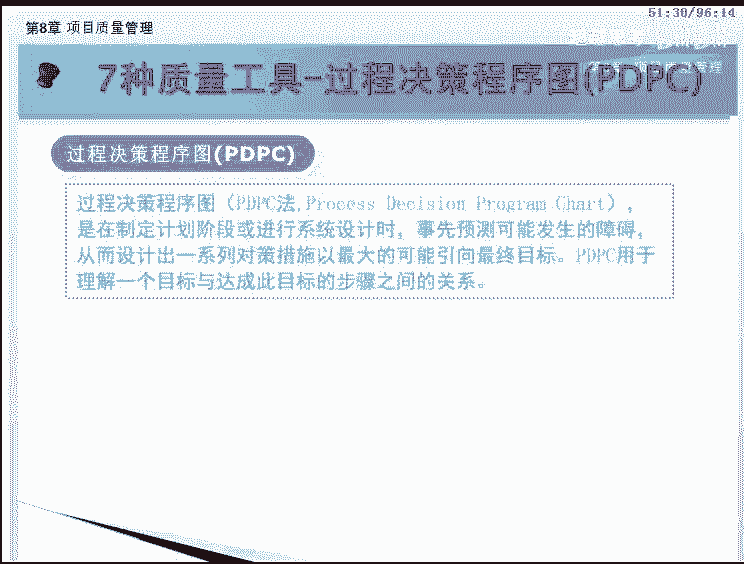 51:30/96:14
第8章 项目质量管理
7种质量工具-过程决策程序图(PDPC)
过程决策程序图(PDPC)
过程决策程序图（PDPC法,Process Decision Program Chart），
是在制定计划阶段或进行系统设计时，事先预测可能发生的障碍，
从而设计出一系列对策措施以最大的可能引向最终目标。PDPC用于
理解一个目标与达成此目标的步骤之间的关系。